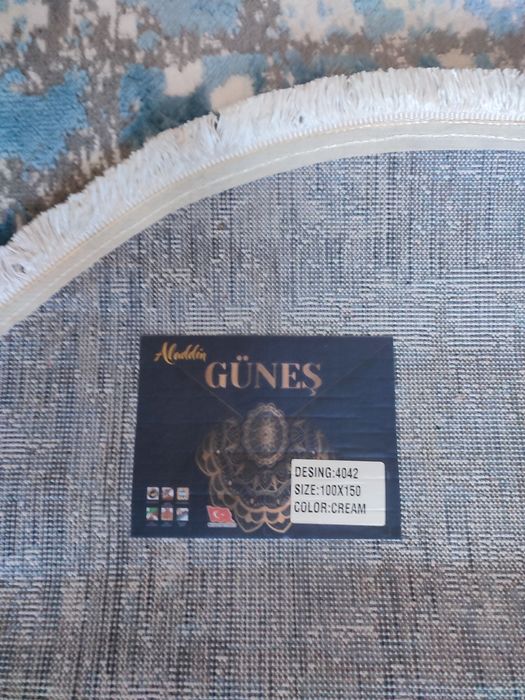 Aladdin
GÜNEŞ
DESING:4042
SIZE:100X150
COLOR:CREAM